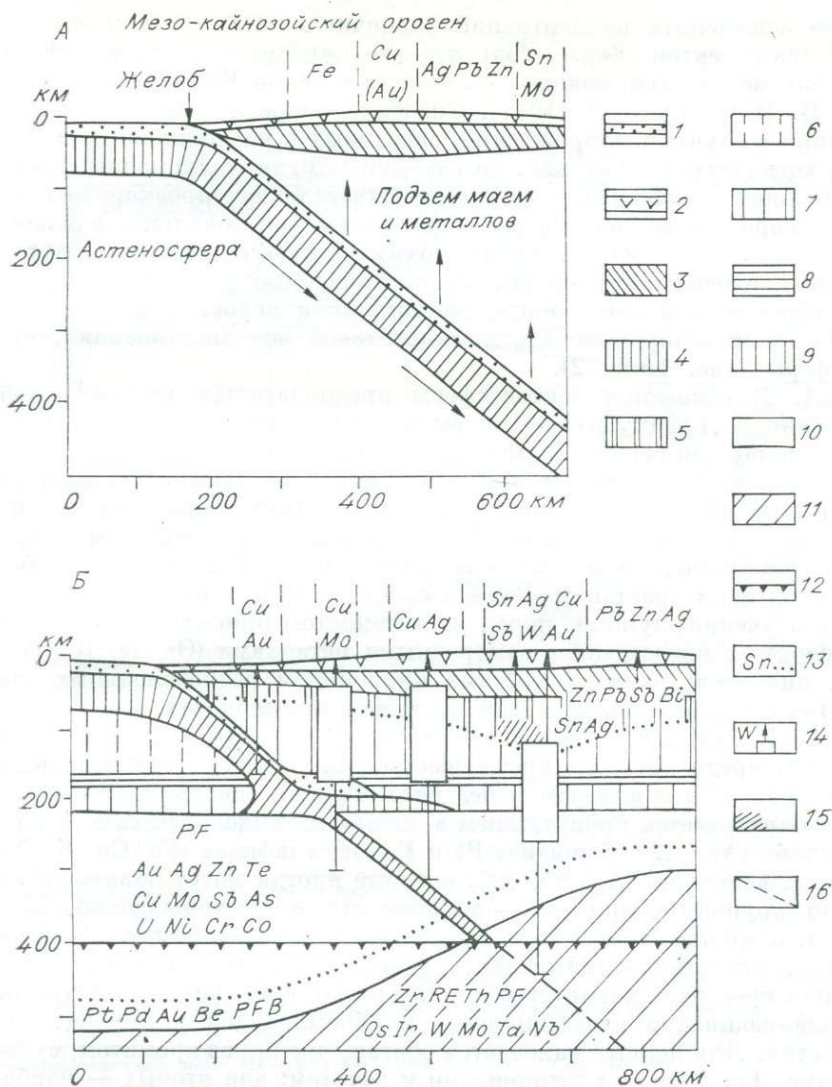 А
Мезо-кайнозойский ороген
Fe
Cu
(Au)
Ag Pb Zn
Sn
Mo
Желоб
км
0
200
400
Подъем магм
и металлов
Астеносфера
0 200 400 600 км
1
2
3
4
5
6
7
8
9
10
11
12
Sn... 13
W 14
15
16
Б
Cu
Au
Cu
Mo
Cu Ag
Sn Ag Cu
Sb W Au
Pb Zn Ag
км
0
200
400
Zn Pb Sb Bi
Sn Ag
PF
Au Ag Zn Te
Cu Mo Sb As
U Ni Cr Co
Pt Pd Au Be PFB
Zr RE Th PF
Os Ir, W Mo Ta Nb
0 400 800 км